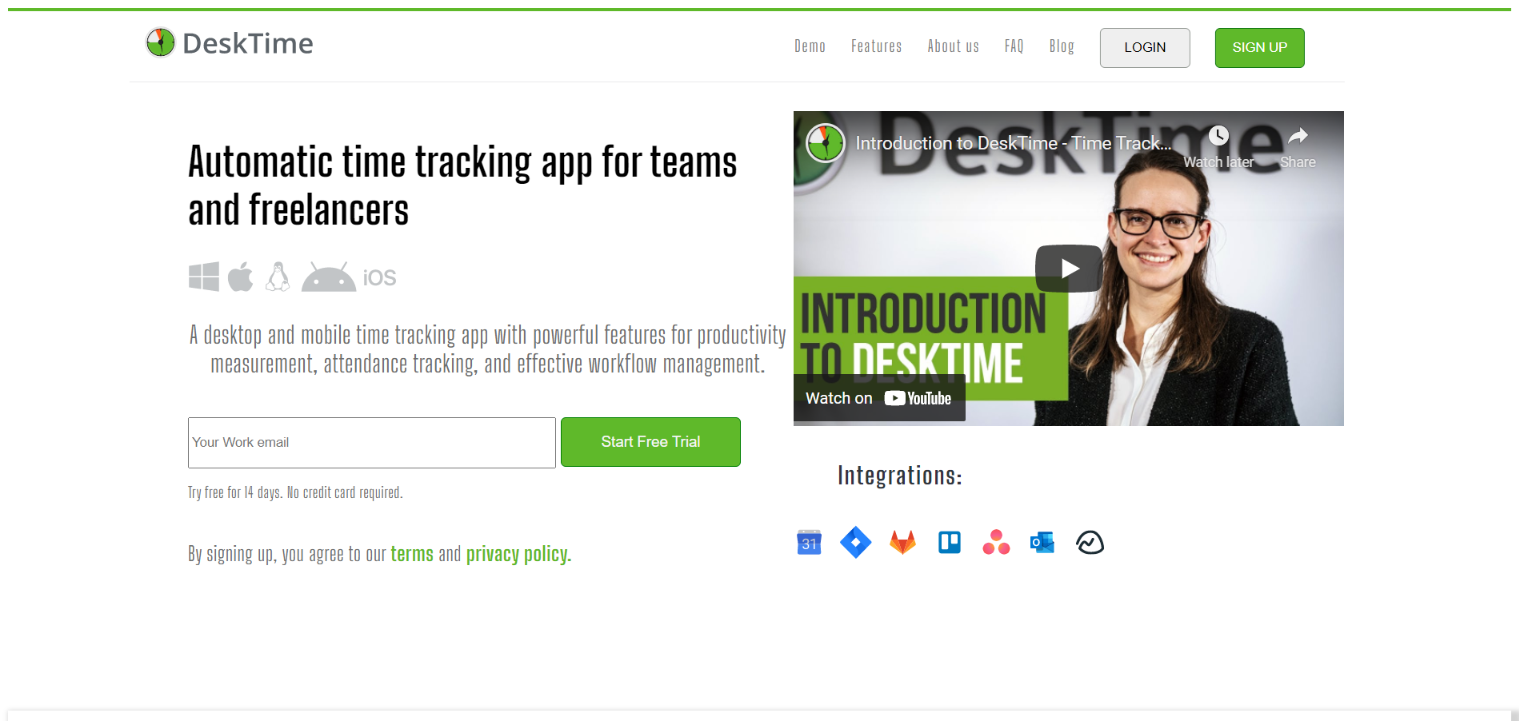 DeskTime
Demo Features About us FAQ Blog LOGIN SIGN UP
Automatic time tracking app for teams
and freelancers
iOS
A desktop and mobile time tracking app with powerful features for productivity
measurement, attendance tracking, and effective workflow management.
Your Work email Start Free Trial
Try free for 14 days. No credit card required.
By signing up, you agree to our terms and privacy policy.
DeskTime
Introduction to DeskTime - Time Track...
Watch later Share
INTRODUCTION
TO DESKTIME
Watch on YouTube
Integrations:
31